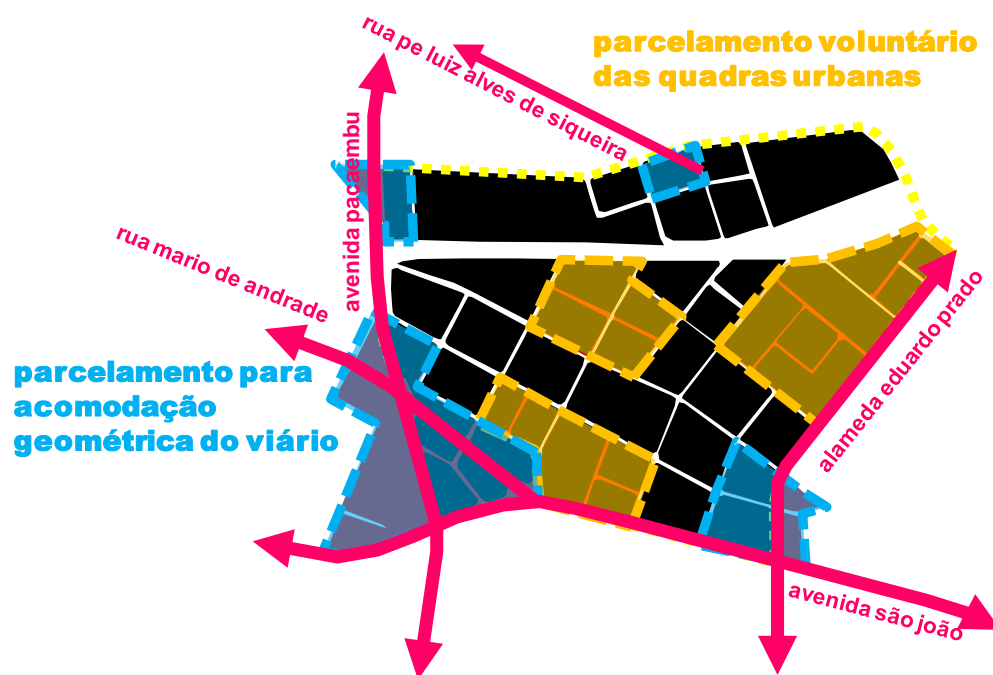 rua pe luiz alves de siqueira
parcelamento voluntário
das quadras urbanas
avenida pacaembu
rua mario de andrade
parcelamento para
acomodação
geométrica do viário
alameda eduardo prado
avenida são joão